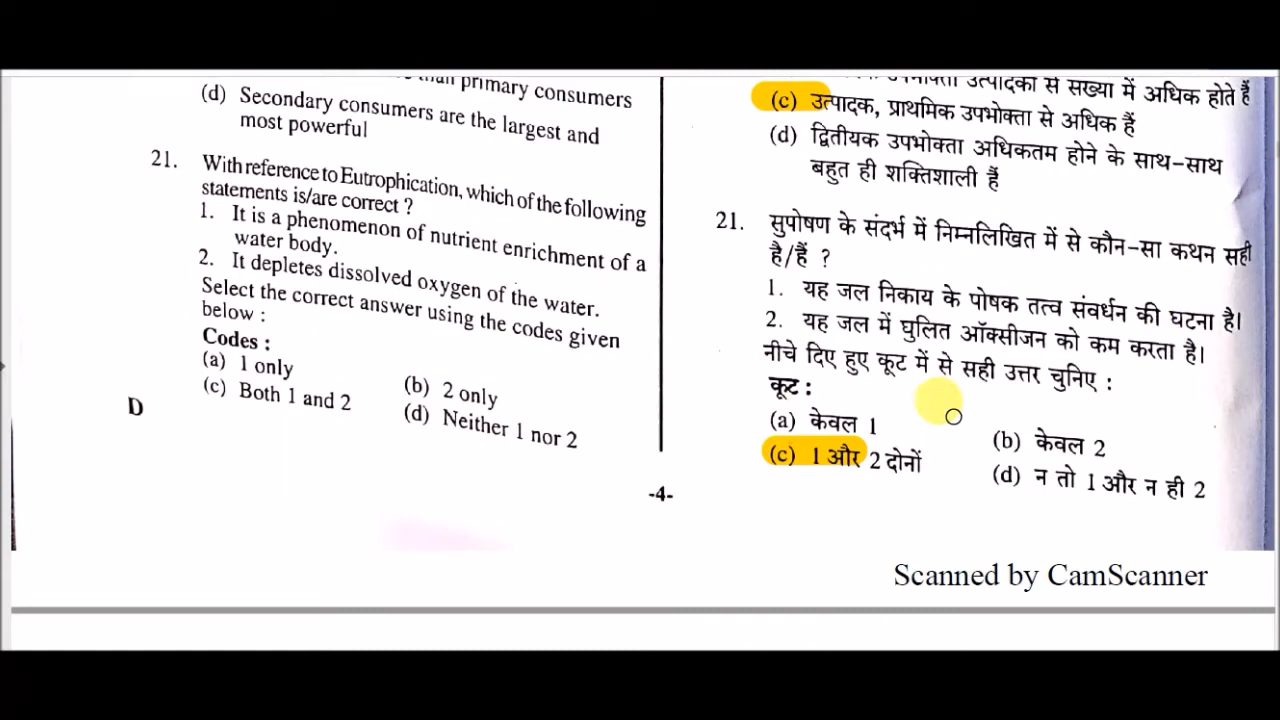 than primary consumers
(d) Secondary consumers are the largest and
most powerful
21. With reference to Eutrophication, which of the following
statements is/are correct ?
1. It is a phenomenon of nutrient enrichment of a
water body.
2. It depletes dissolved oxygen of the water.
Select the correct answer using the codes given
below :
Codes :
(a) 1 only
(b) 2 only
(c) Both 1 and 2
(d) Neither 1 nor 2
D
उत्पादकों से संख्या में अधिक होते हैं
(c) उत्पादक, प्राथमिक उपभोक्ता से अधिक हैं
(d) द्वितीयक उपभोक्ता अधिकतम होने के साथ-साथ
बहुत ही शक्तिशाली हैं
21. सुपोषण के संदर्भ में निम्नलिखित में से कौन-सा कथन सही
है/हैं ?
1. यह जल निकाय के पोषक तत्व संवर्धन की घटना है।
2. यह जल में घुलित ऑक्सीजन को कम करता है।
नीचे दिए हुए कूट में से सही उत्तर चुनिए :
कूट :
(a) केवल 1
(b) केवल 2
(c) 1 और 2 दोनों
(d) न तो 1 और न ही 2
-4-
Scanned by CamScanner